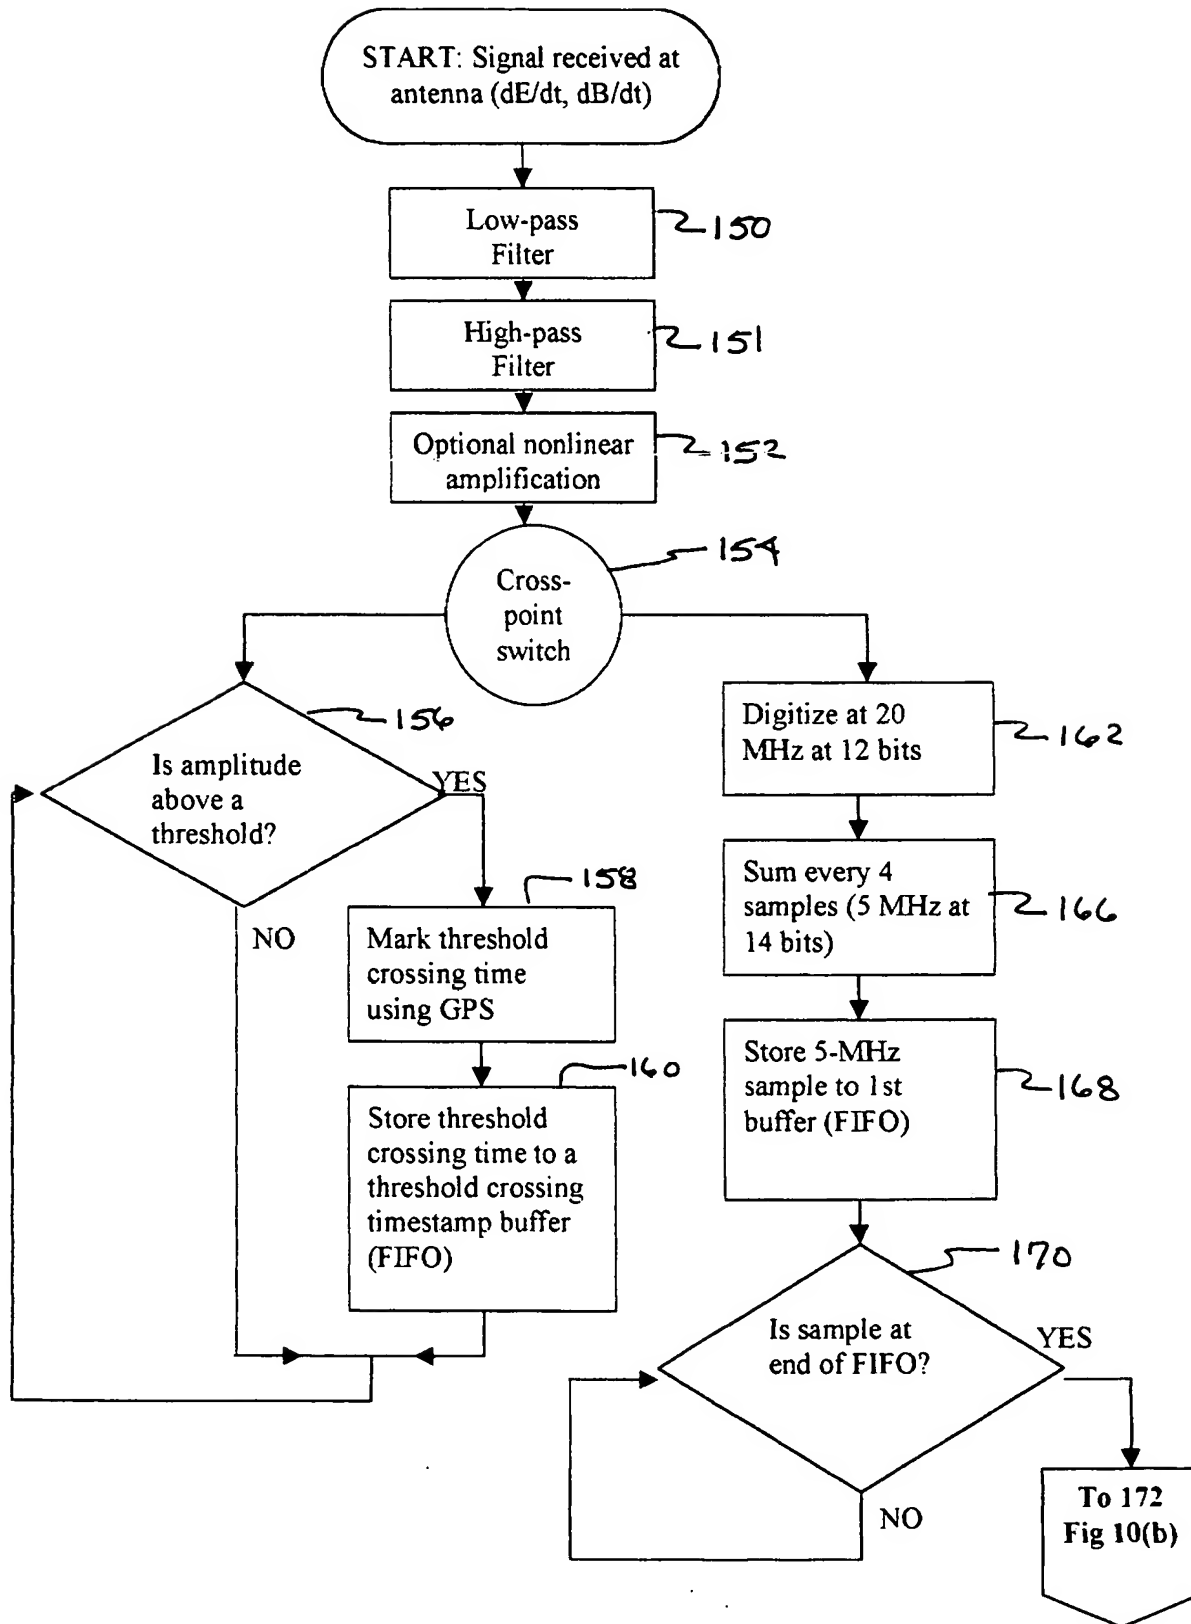 START: Signal received at
antenna (dE/dt, dB/dt)
Low-pass
Filter
150
High-pass
Filter
151
Optional nonlinear
amplification
152
154
Cross-
point
switch
156
Is amplitude
above a
threshold?
YES
NO
158
Mark threshold
crossing time
using GPS
160
Store threshold
crossing time to a
threshold crossing
timestamp buffer
(FIFO)
Digitize at 20
MHz at 12 bits
162
Sum every 4
samples (5 MHz at
14 bits)
166
Store 5-MHz
sample to 1st
buffer (FIFO)
168
170
Is sample at
end of FIFO?
YES
NO
To 172
Fig 10(b)